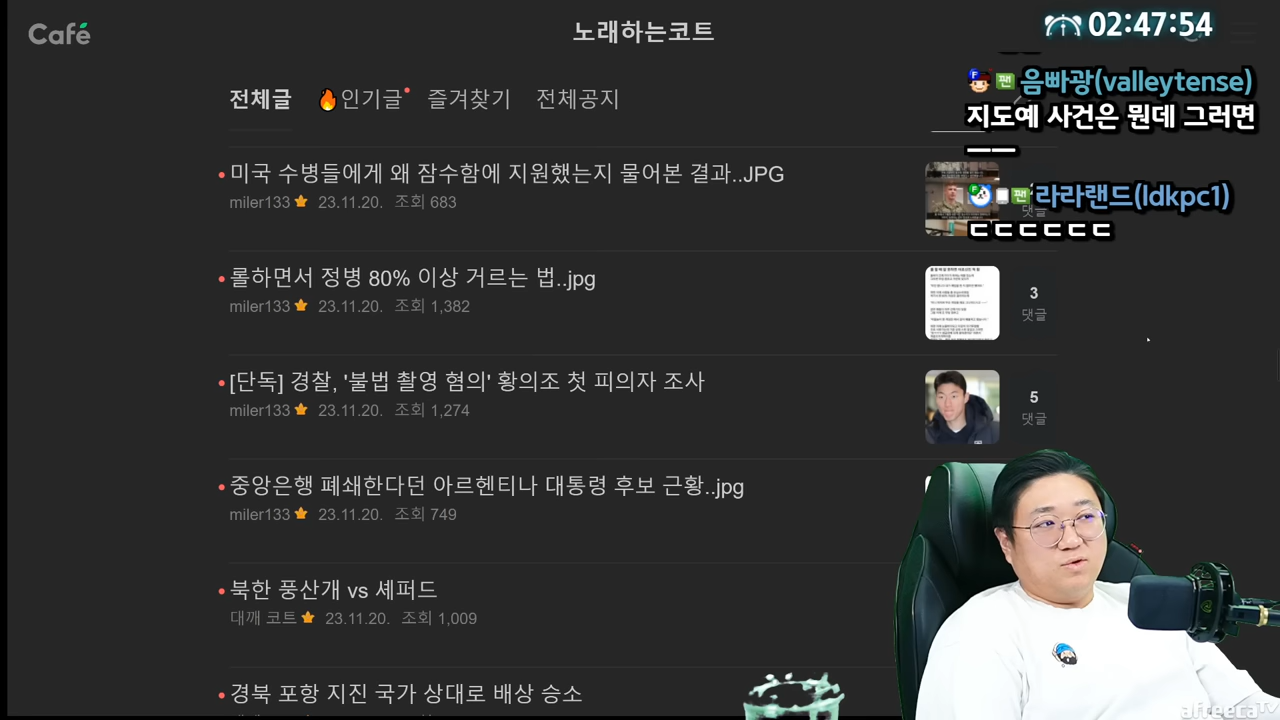 Café
노래하는코트
02:47:54
전체글
인기글
즐겨찾기
전체공지
음빠광(valleytense)
지도예 사건은 뭔데 그러면
ㅡㅡ
라라랜드(ldkpc1)
ㄷㄷㄷㄷㄷㄷ
미군 수병들에게 왜 잠수함에 지원했는지 물어본 결과..JPG
miler133 23.11.20. 조회 683
댓글
롤하면서 정병 80% 이상 거르는 법..jpg
miler133 23.11.20. 조회 1,382
3
댓글
[단독] 경찰, '불법 촬영 혐의' 황의조 첫 피의자 조사
miler133 23.11.20. 조회 1,274
5
댓글
중앙은행 폐쇄한다던 아르헨티나 대통령 후보 근황..jpg
miler133 23.11.20. 조회 749
북한 풍산개 vs 셰퍼드
대깨 코트 23.11.20. 조회 1,009
경북 포항 지진 국가 상대로 배상 승소
afreecaTV